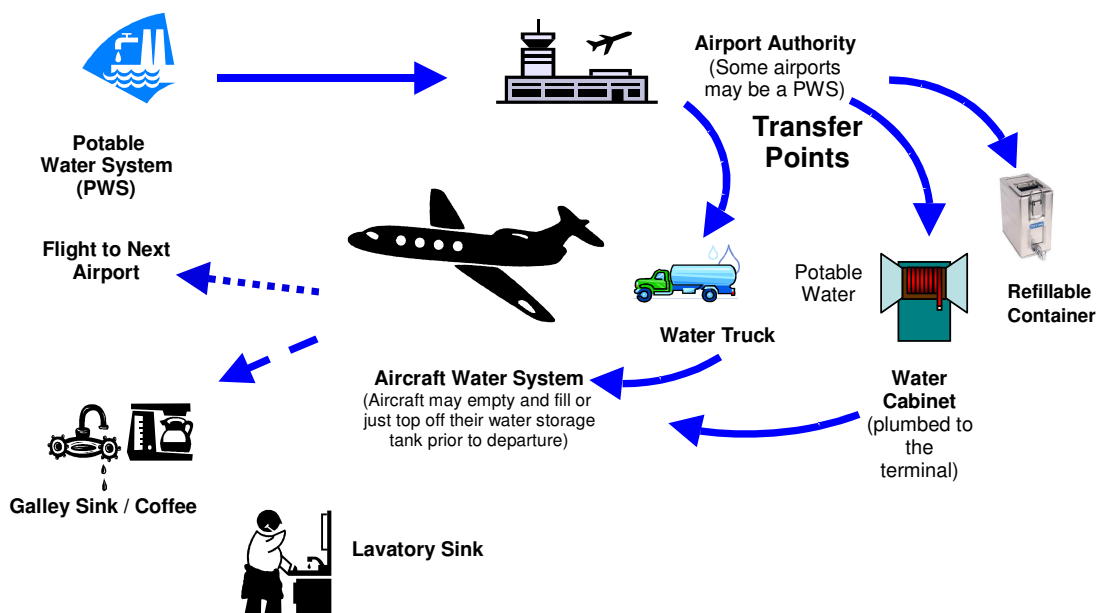 Airport Authority
(Some airports
may be a PWS)
Transfer
Points
Potable
Water System
(PWS)
Flight to Next
Airport
Potable
Water
Refillable
Container
Water Truck
Aircraft Water System
(Aircraft may empty and fill or
just top off their water storage
tank prior to departure)
Water
Cabinet
(plumbed to
the
terminal)
Galley Sink / Coffee
Lavatory Sink